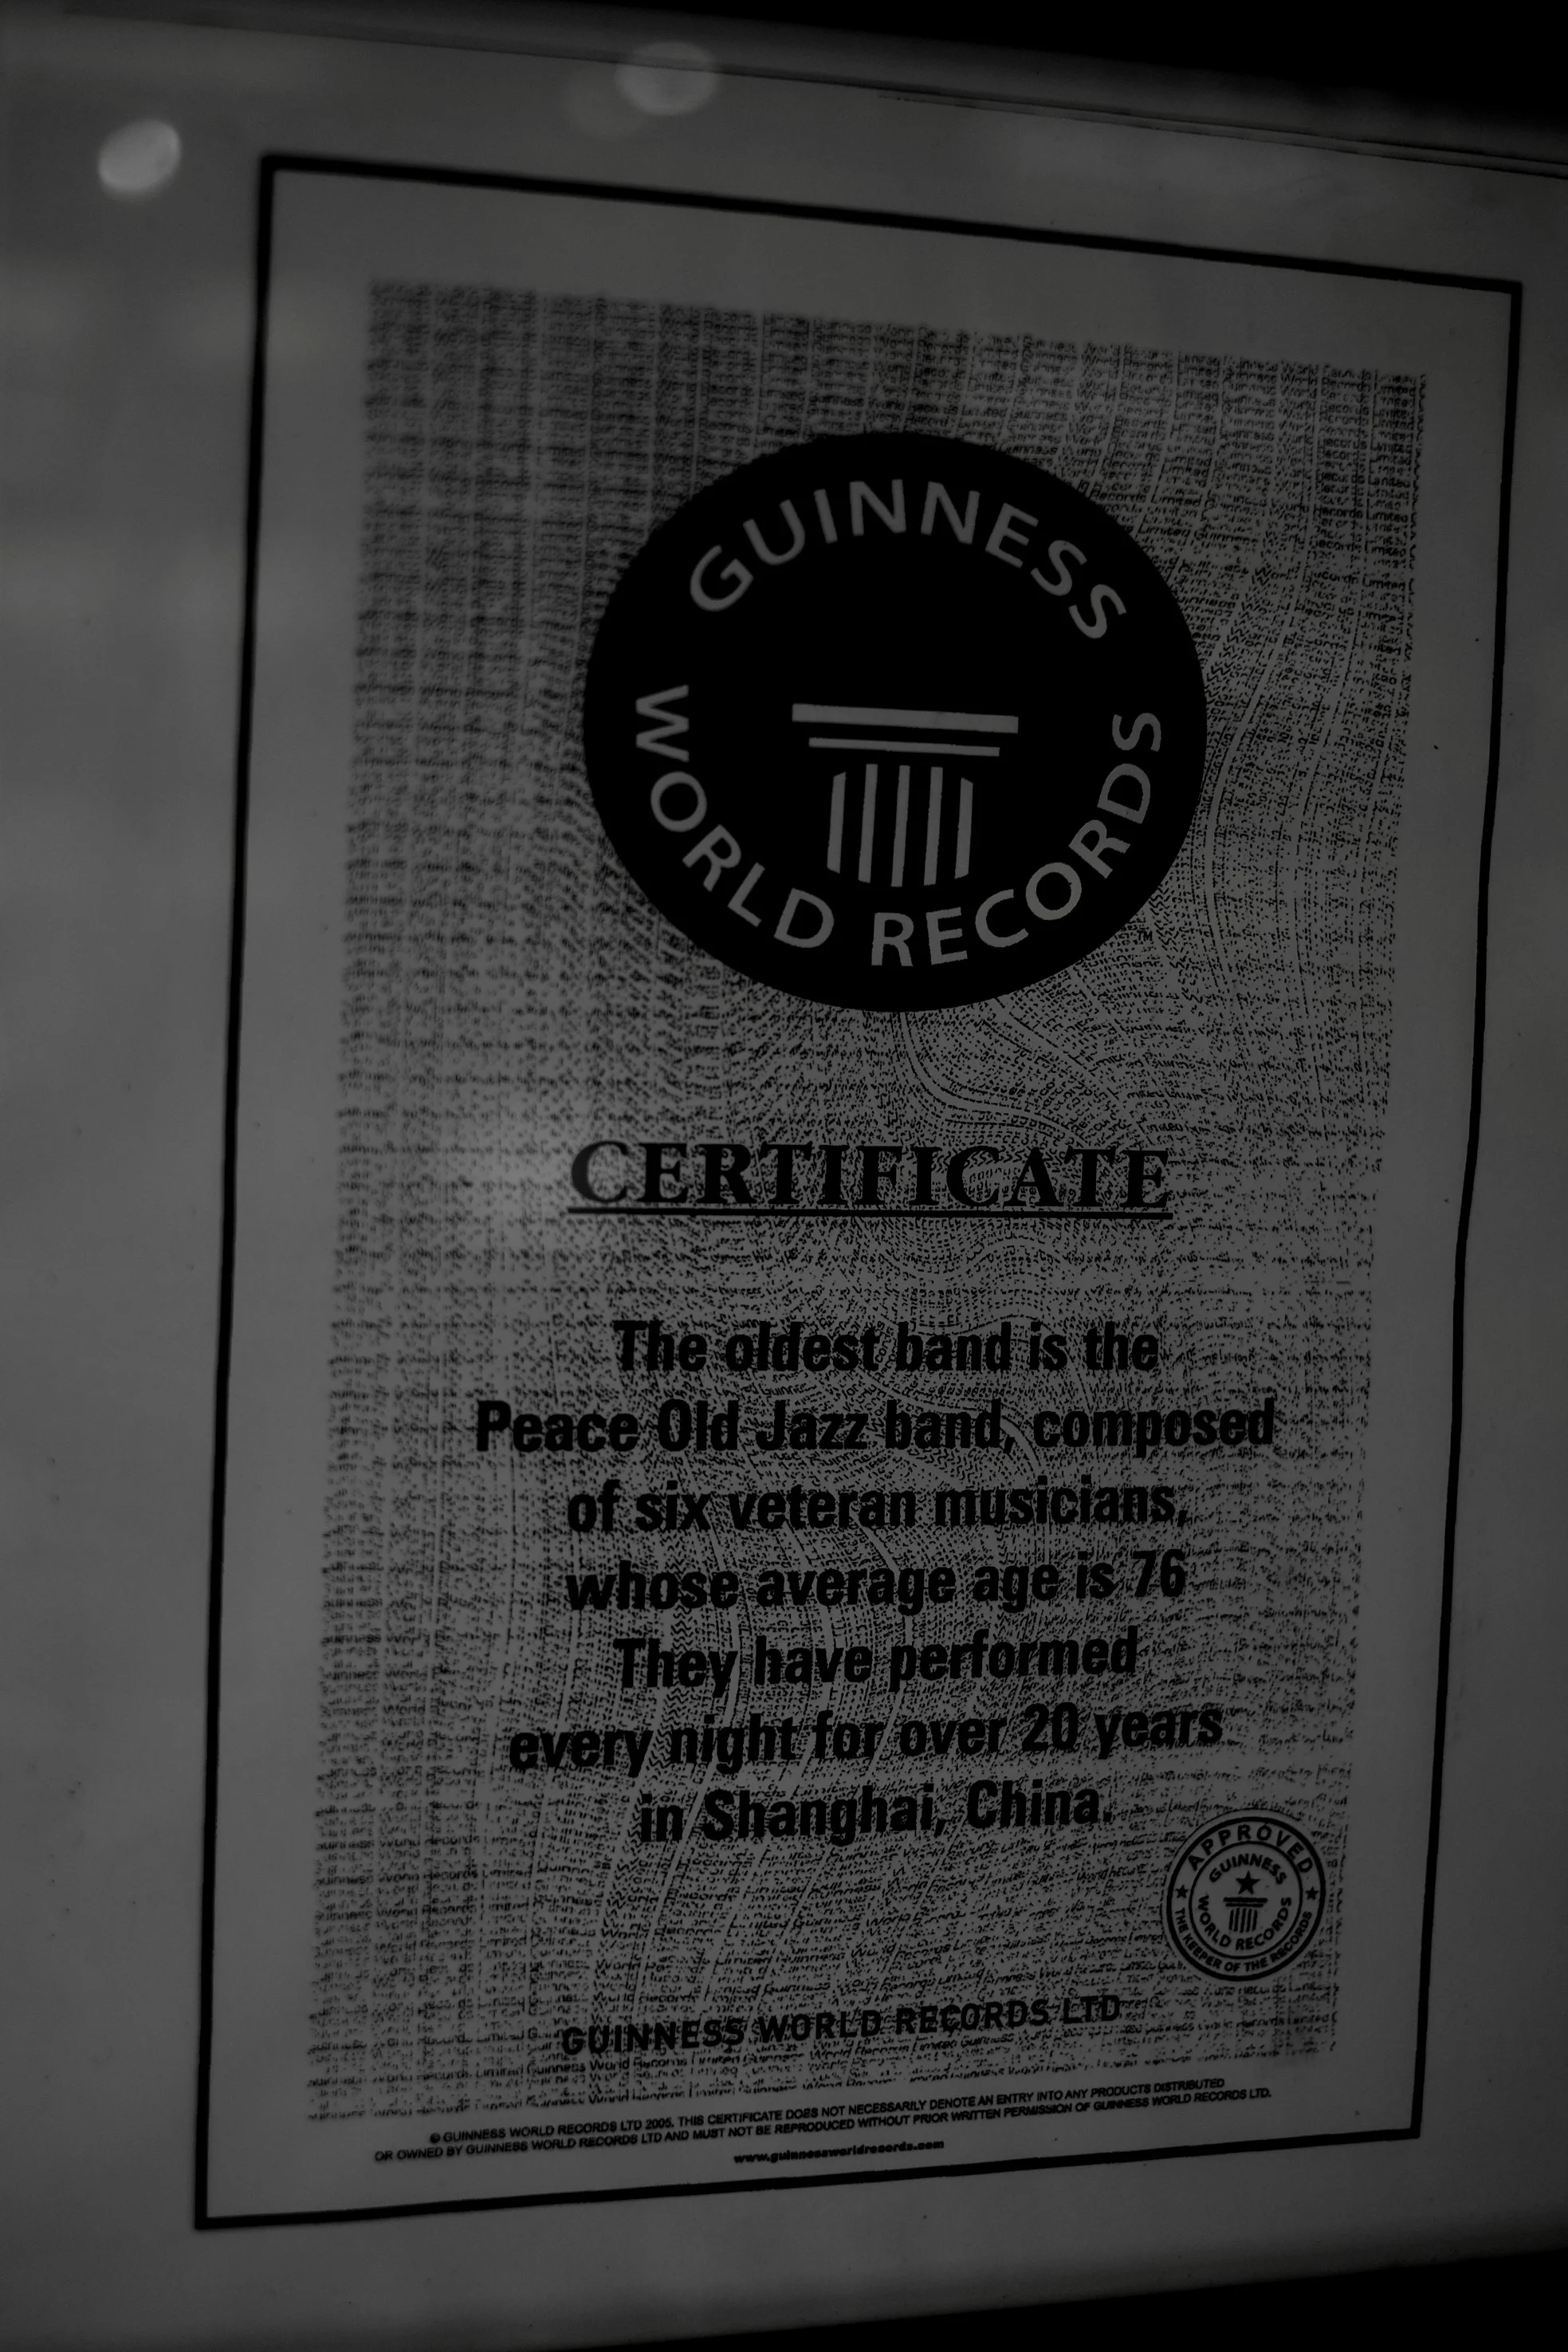 GUINNESS
WORLD RECORDS
TM
CERTIFICATE
The oldest band is the
Peace Old Jazz band, composed
of six veteran musicians,
whose average age is 76
They have performed
every night for over 20 years
in Shanghai, China.
APPROVED
GUINNESS
WORLD RECORDS
THE KEEPER OF THE RECORDS
GUINNESS WORLD RECORDS LTD
© GUINNESS WORLD RECORDS LTD 2005. THIS CERTIFICATE DOES NOT NECESSARILY DENOTE AN ENTRY INTO ANY PRODUCTS DISTRIBUTED
OR OWNED BY GUINNESS WORLD RECORDS LTD AND MUST NOT BE REPRODUCED WITHOUT PRIOR WRITTEN PERMISSION OF GUINNESS WORLD RECORDS LTD.
www.guinnessworldrecords.com